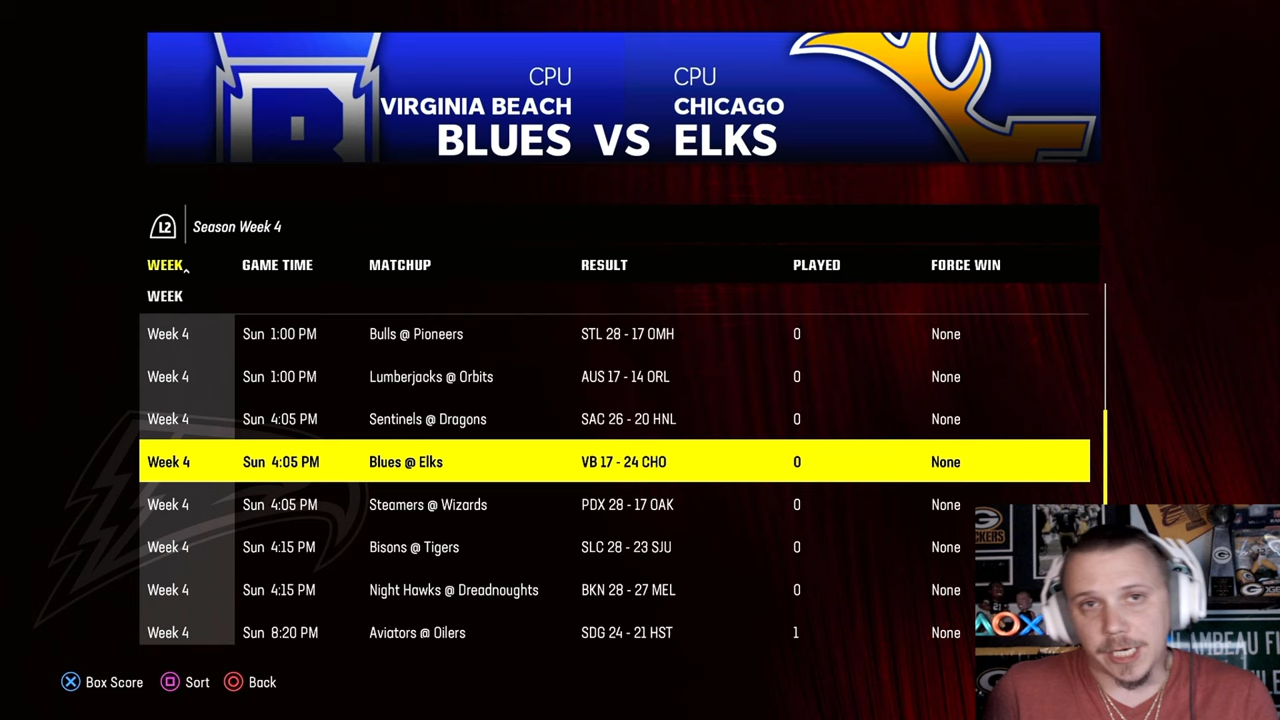 CPU CPU
VIRGINIA BEACH CHICAGO
BLUES VS ELKS
L2 Season Week 4
WEEK GAME TIME MATCHUP RESULT PLAYED FORCE WIN
WEEK
Week 4 Sun 1:00 PM Bulls @ Pioneers STL 28 - 17 OMH 0 None
Week 4 Sun 1:00 PM Lumberjacks @ Orbits AUS 17 - 14 ORL 0 None
Week 4 Sun 4:05 PM Sentinels @ Dragons SAC 26 - 20 HNL 0 None
Week 4 Sun 4:05 PM Blues @ Elks VB 17 - 24 CHO 0 None
Week 4 Sun 4:05 PM Steamers @ Wizards PDX 28 - 17 OAK 0 None
Week 4 Sun 4:15 PM Bisons @ Tigers SLC 28 - 23 SJU 0 None
Week 4 Sun 4:15 PM Night Hawks @ Dreadnoughts BKN 28 - 27 MEL 0 None
Week 4 Sun 8:20 PM Aviators @ Oilers SDG 24 - 21 HST 1 None
Box Score Sort Back